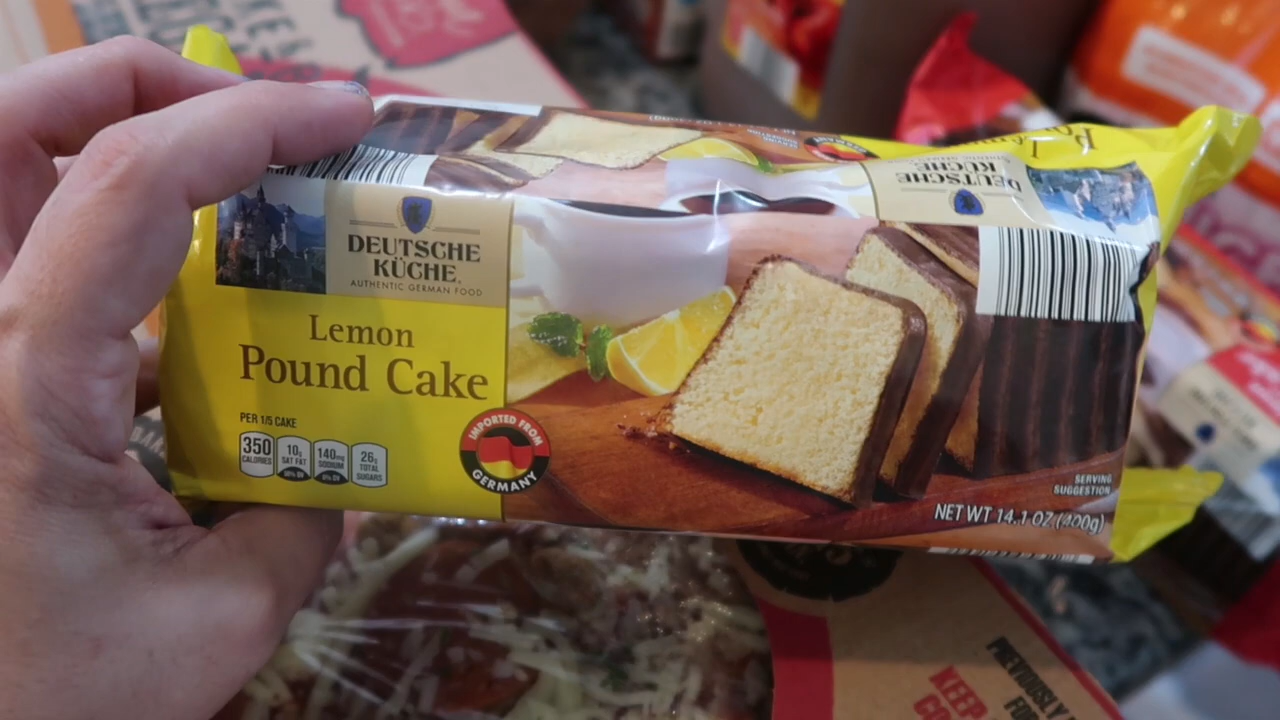 DEUTSCHE
KÜCHE
AUTHENTIC GERMAN FOOD
Lemon
Pound Cake
PER 1/5 CAKE
350
CALORIES
10g
SAT FAT
140mg
SODIUM
26g
TOTAL
SUGARS
IMPORTED FROM
GERMANY
SERVING
SUGGESTION
NET WT 14.1 OZ (400g)
DEUTSCHE
KÜCHE
PREVIOUSLY
KEEP